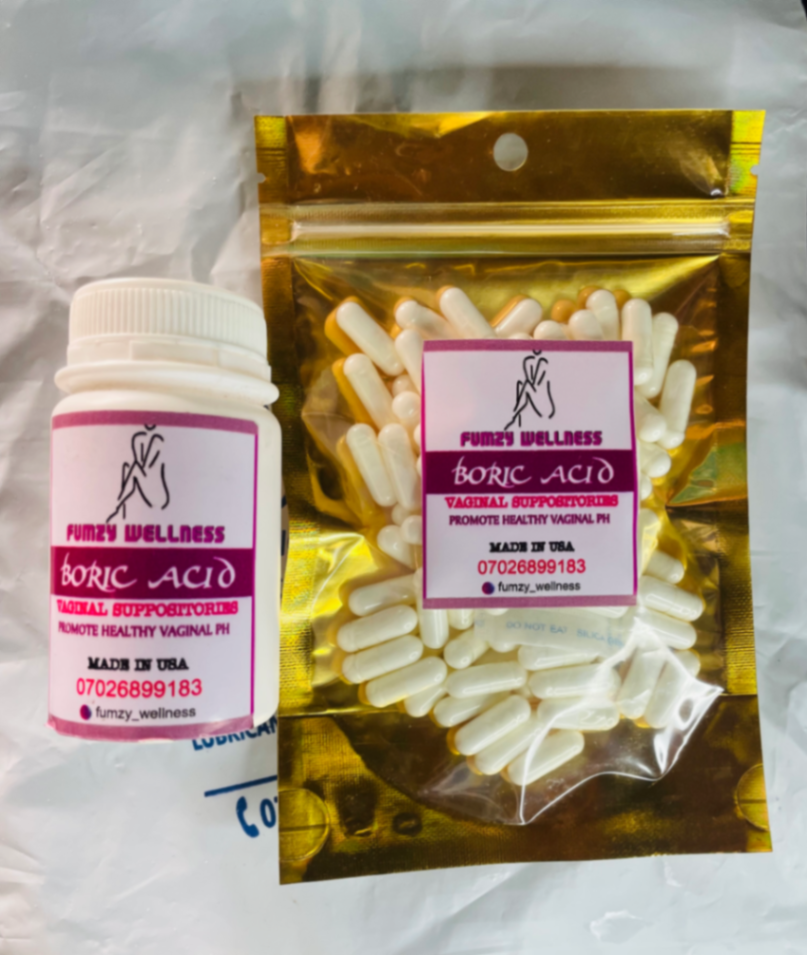 FUMZY WELLNESS
BORIC ACID
VAGINAL SUPPOSITORIES
PROMOTE HEALTHY VAGINAL PH
MADE IN USA
07026899183
fumzy_wellness
FUMZY WELLNESS
BORIC ACID
VAGINAL SUPPOSITORIES
PROMOTE HEALTHY VAGINAL PH
MADE IN USA
07026899183
fumzy_wellness